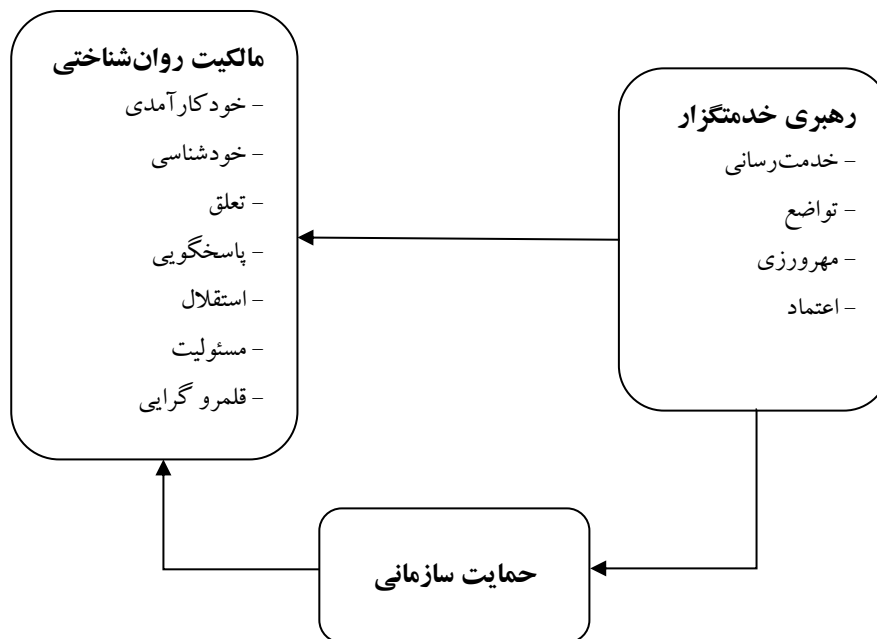 رهبری خدمتگزار
- خدمت‌رسانی
- تواضع
- مهرورزی
- اعتماد
مالکیت روان‌شناختی
- خودکارآمدی
- خودشناسی
- تعلق
- پاسخگویی
- استقلال
- مسئولیت
- قلمرو گرایی
حمایت سازمانی